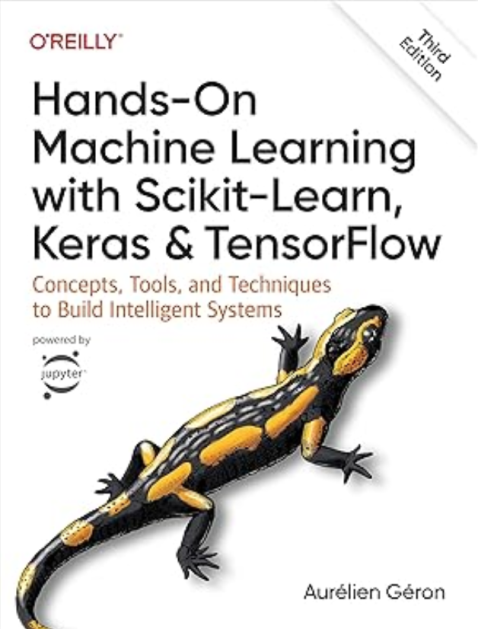 O'REILLY®
Third
Edition
Hands-On
Machine Learning
with Scikit-Learn,
Keras & TensorFlow
Concepts, Tools, and Techniques
to Build Intelligent Systems
powered by
jupyter
Aurélien Géron